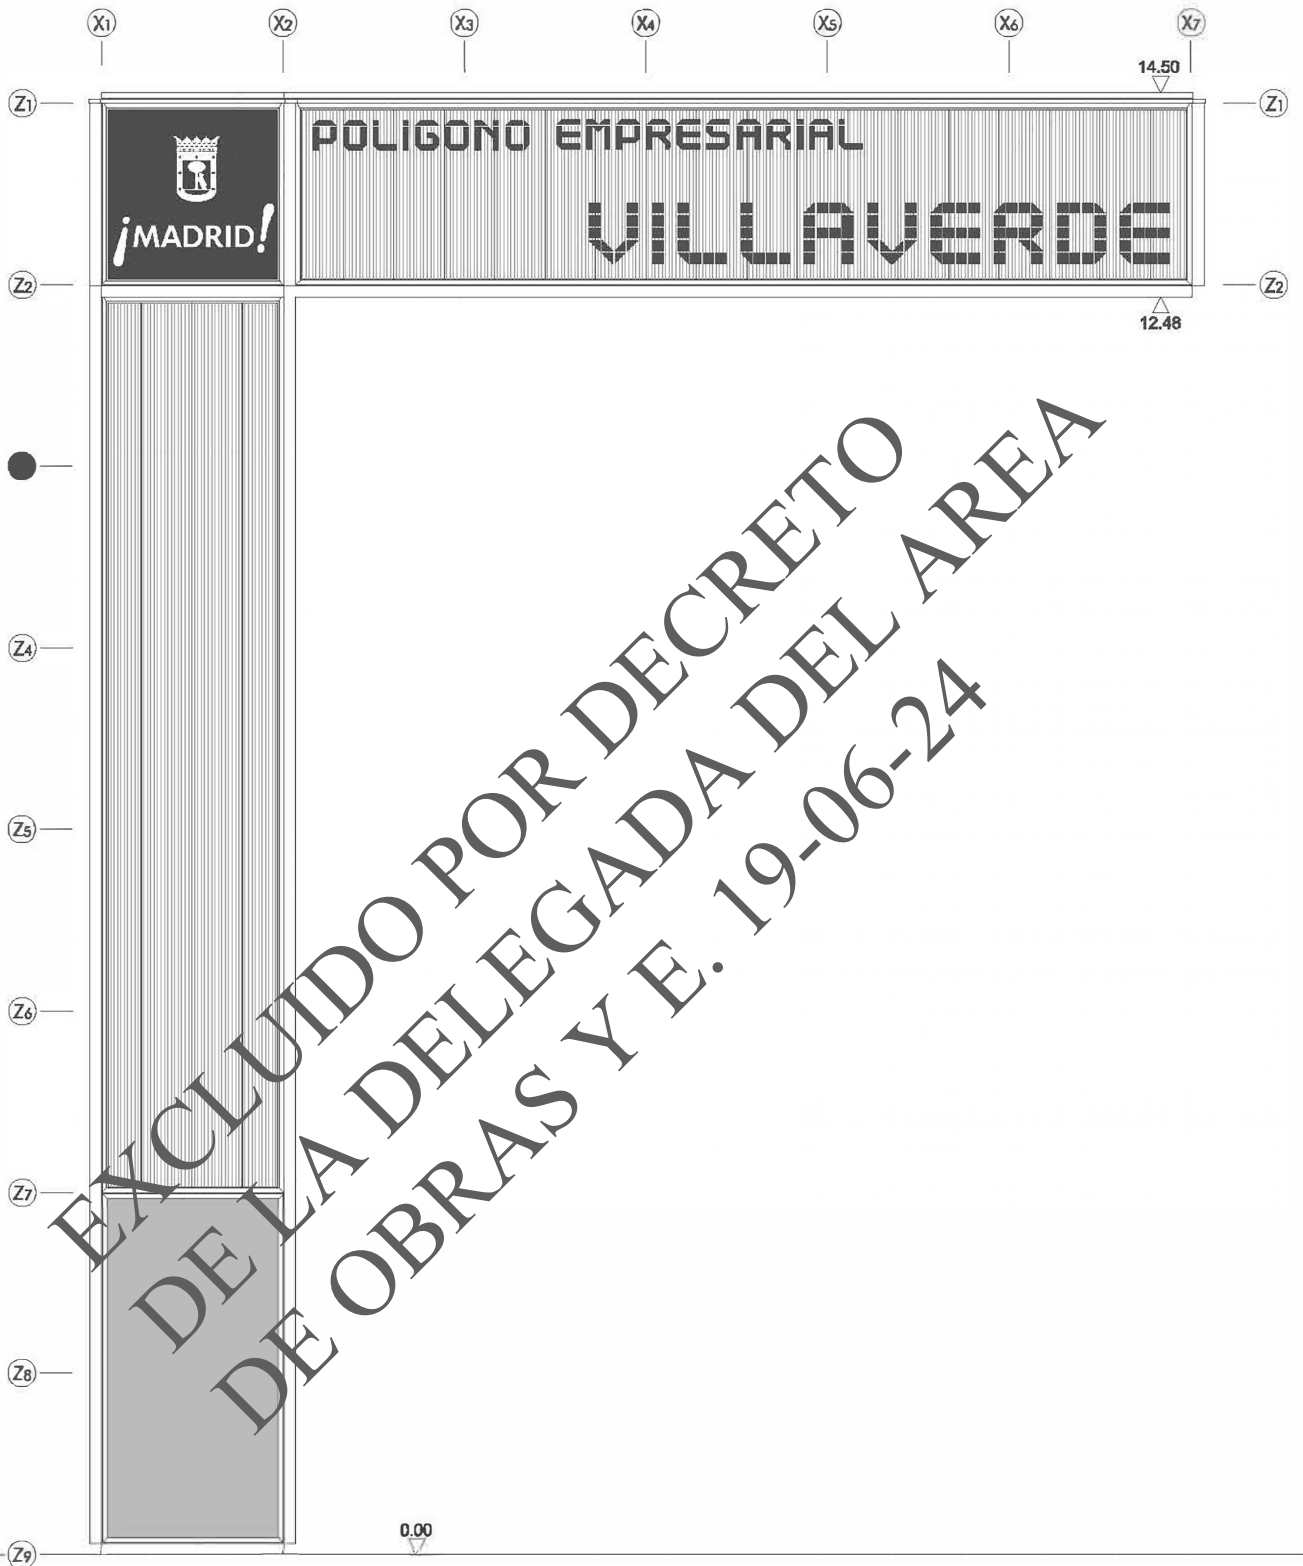 X1 X2 X3 X4 X5 X6 X7
14.50
Z1 Z1
POLIGONO EMPRESARIAL
VILLAVERDE
¡MADRID!
Z2 Z2
12.48
Z4
Z5
Z6
Z7
Z8
Z9
0.00
EXCLUIDO POR DECRETO
DE LA DELEGADA DEL AREA
DE OBRAS Y E. 19-06-24